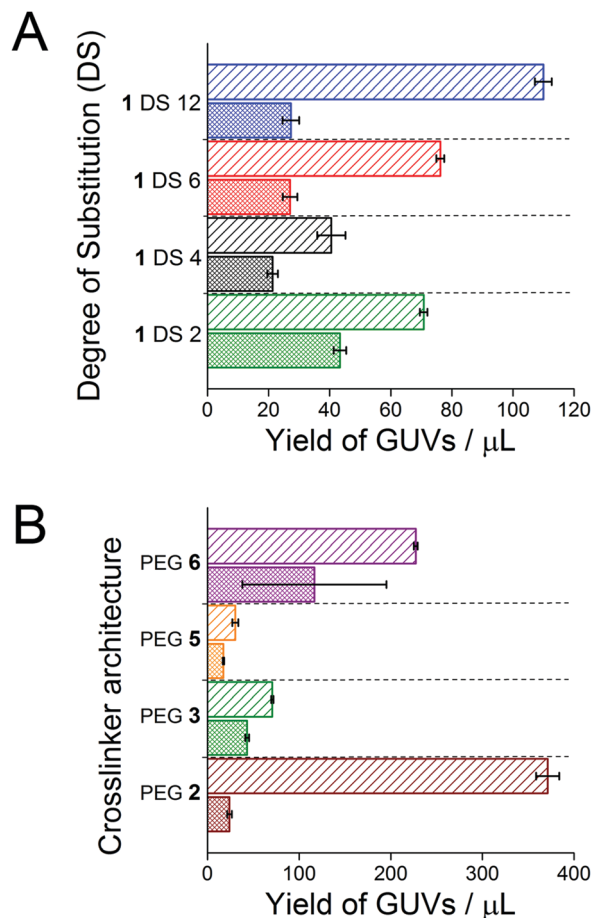 A
Degree of Substitution (DS)
1 DS 12
1 DS 6
1 DS 4
1 DS 2
0 20 40 60 80 100 120
Yield of GUVs / μL
B
Crosslinker architecture
PEG 6
PEG 5
PEG 3
PEG 2
0 100 200 300 400
Yield of GUVs / μL